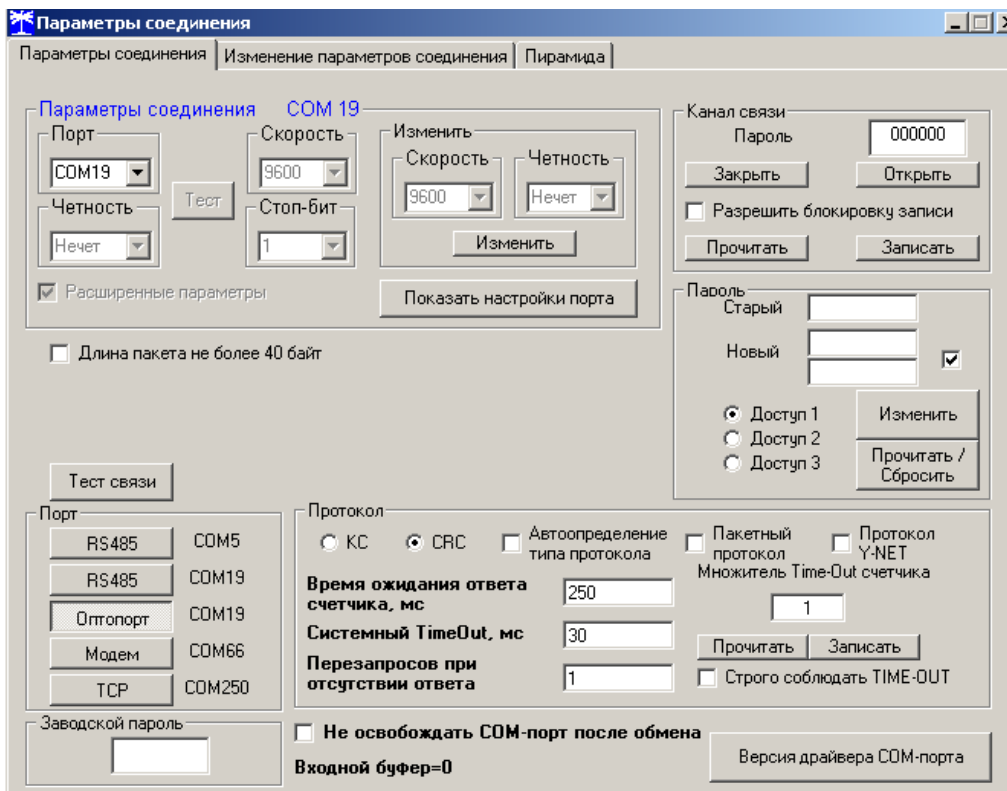 Параметры соединения
Параметры соединения Изменение параметров соединения Пирамида
Параметры соединения COM 19
Порт
COM19
Тест
Скорость
9600
Четность
Нечет
Стоп-бит
1
Изменить
Скорость
9600
Четность
Нечет
Изменить
Расширенные параметры
Показать настройки порта
Канал связи
Пароль 000000
Закрыть Открыть
Разрешить блокировку записи
Прочитать Записать
Пароль
Старый
Новый
Доступ 1
Доступ 2
Доступ 3
Изменить
Прочитать /
Сбросить
Длина пакета не более 40 байт
Тест связи
Порт
RS485 COM5
RS485 COM19
Оптопорт COM19
Модем COM66
TCP COM250
Протокол
КС CRC
Автоопределение
типа протокола
Пакетный
протокол
Протокол
Y-NET
Время ожидания ответа
счетчика, мс
250
Системный TimeOut, мс 30
Перезапросов при
отсутствии ответа
1
Множитель Time-Out счетчика
1
Прочитать Записать
Строго соблюдать TIME-OUT
Заводской пароль
Не освобождать COM-порт после обмена
Входной буфер=0
Версия драйвера COM-порта